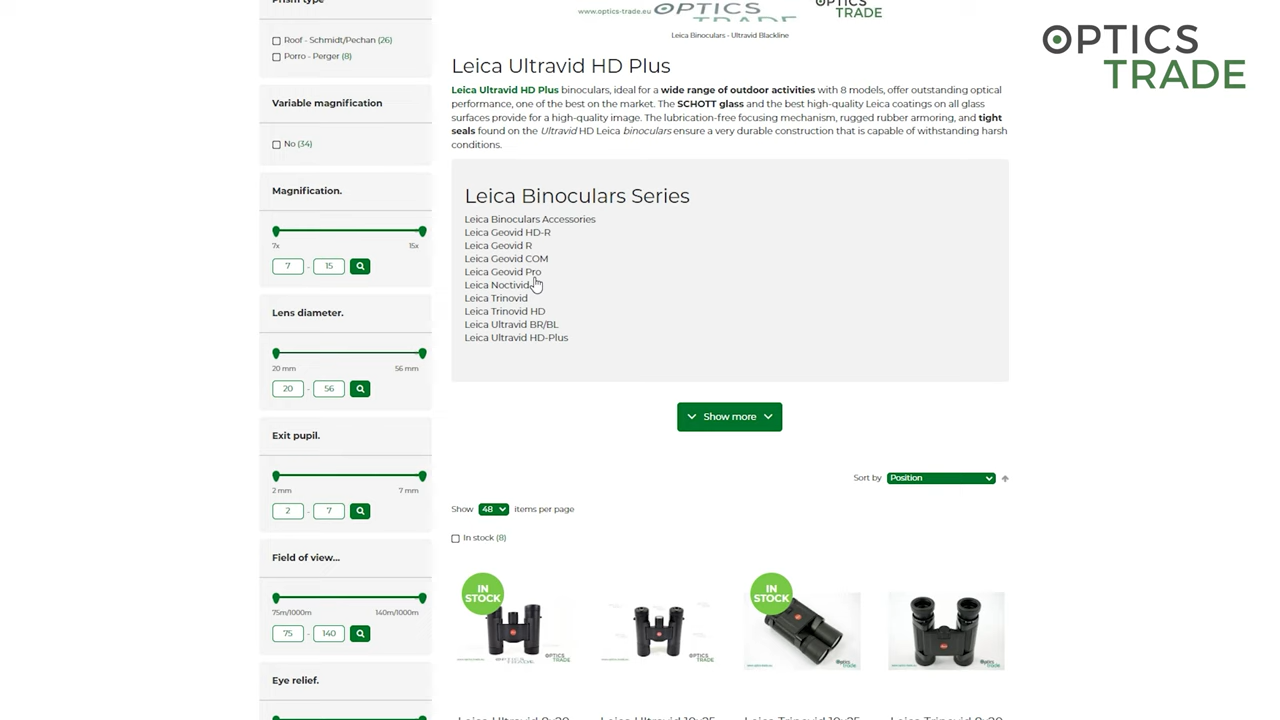 Prism type
Roof - Schmidt/Pechan (26)
Porro - Perger (8)
Variable magnification
No (34)
Magnification.
7x 15x
7 - 15
Lens diameter.
20 mm 56 mm
20 - 56
Exit pupil.
2 mm 7 mm
2 - 7
Field of view...
75m/1000m 140m/1000m
75 - 140
Eye relief.
www.optics-trade.eu OPTICS TRADE
OPTICS
TRADE
Leica Binoculars - Ultravid Blackline
Leica Ultravid HD Plus
Leica Ultravid HD Plus binoculars, ideal for a wide range of outdoor activities with 8 models, offer outstanding optical
performance, one of the best on the market. The SCHOTT glass and the best high-quality Leica coatings on all glass
surfaces provide for a high-quality image. The lubrication-free focusing mechanism, rugged rubber armoring, and tight
seals found on the Ultravid HD Leica binoculars ensure a very durable construction that is capable of withstanding harsh
conditions.
Leica Binoculars Series
Leica Binoculars Accessories
Leica Geovid HD-R
Leica Geovid R
Leica Geovid COM
Leica Geovid Pro
Leica Noctivid
Leica Trinovid
Leica Trinovid HD
Leica Ultravid BR/BL
Leica Ultravid HD-Plus
Show more
Sort by Position
Show 48 items per page
In stock (8)
IN
STOCK
IN
STOCK
OPTICS
TRADE
OPTICS
TRADE
OPTICS
TRADE
Leica Ultravid 8x20
Leica Ultravid 10x25
Leica Trinovid 10x25
Leica Trinovid 8x20